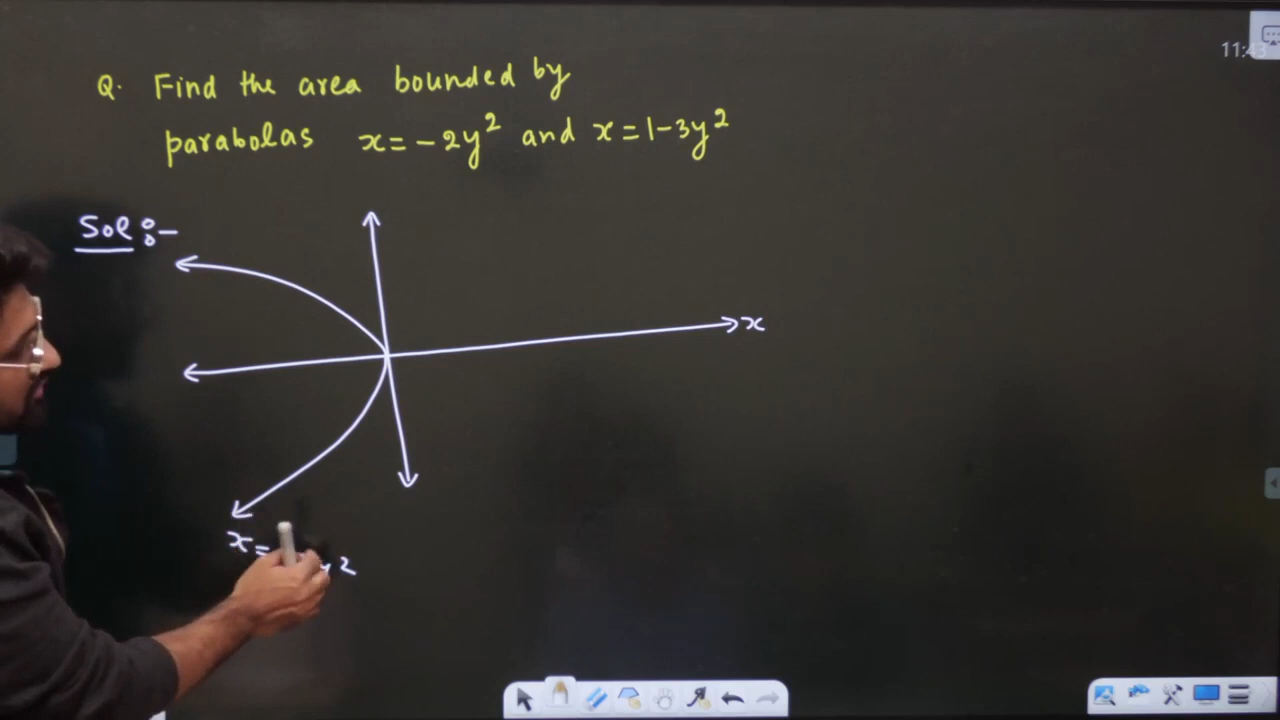 11:43
Q. Find the area bounded by
parabolas x = -2y² and x = 1-3y²
Sol :-
x
x =